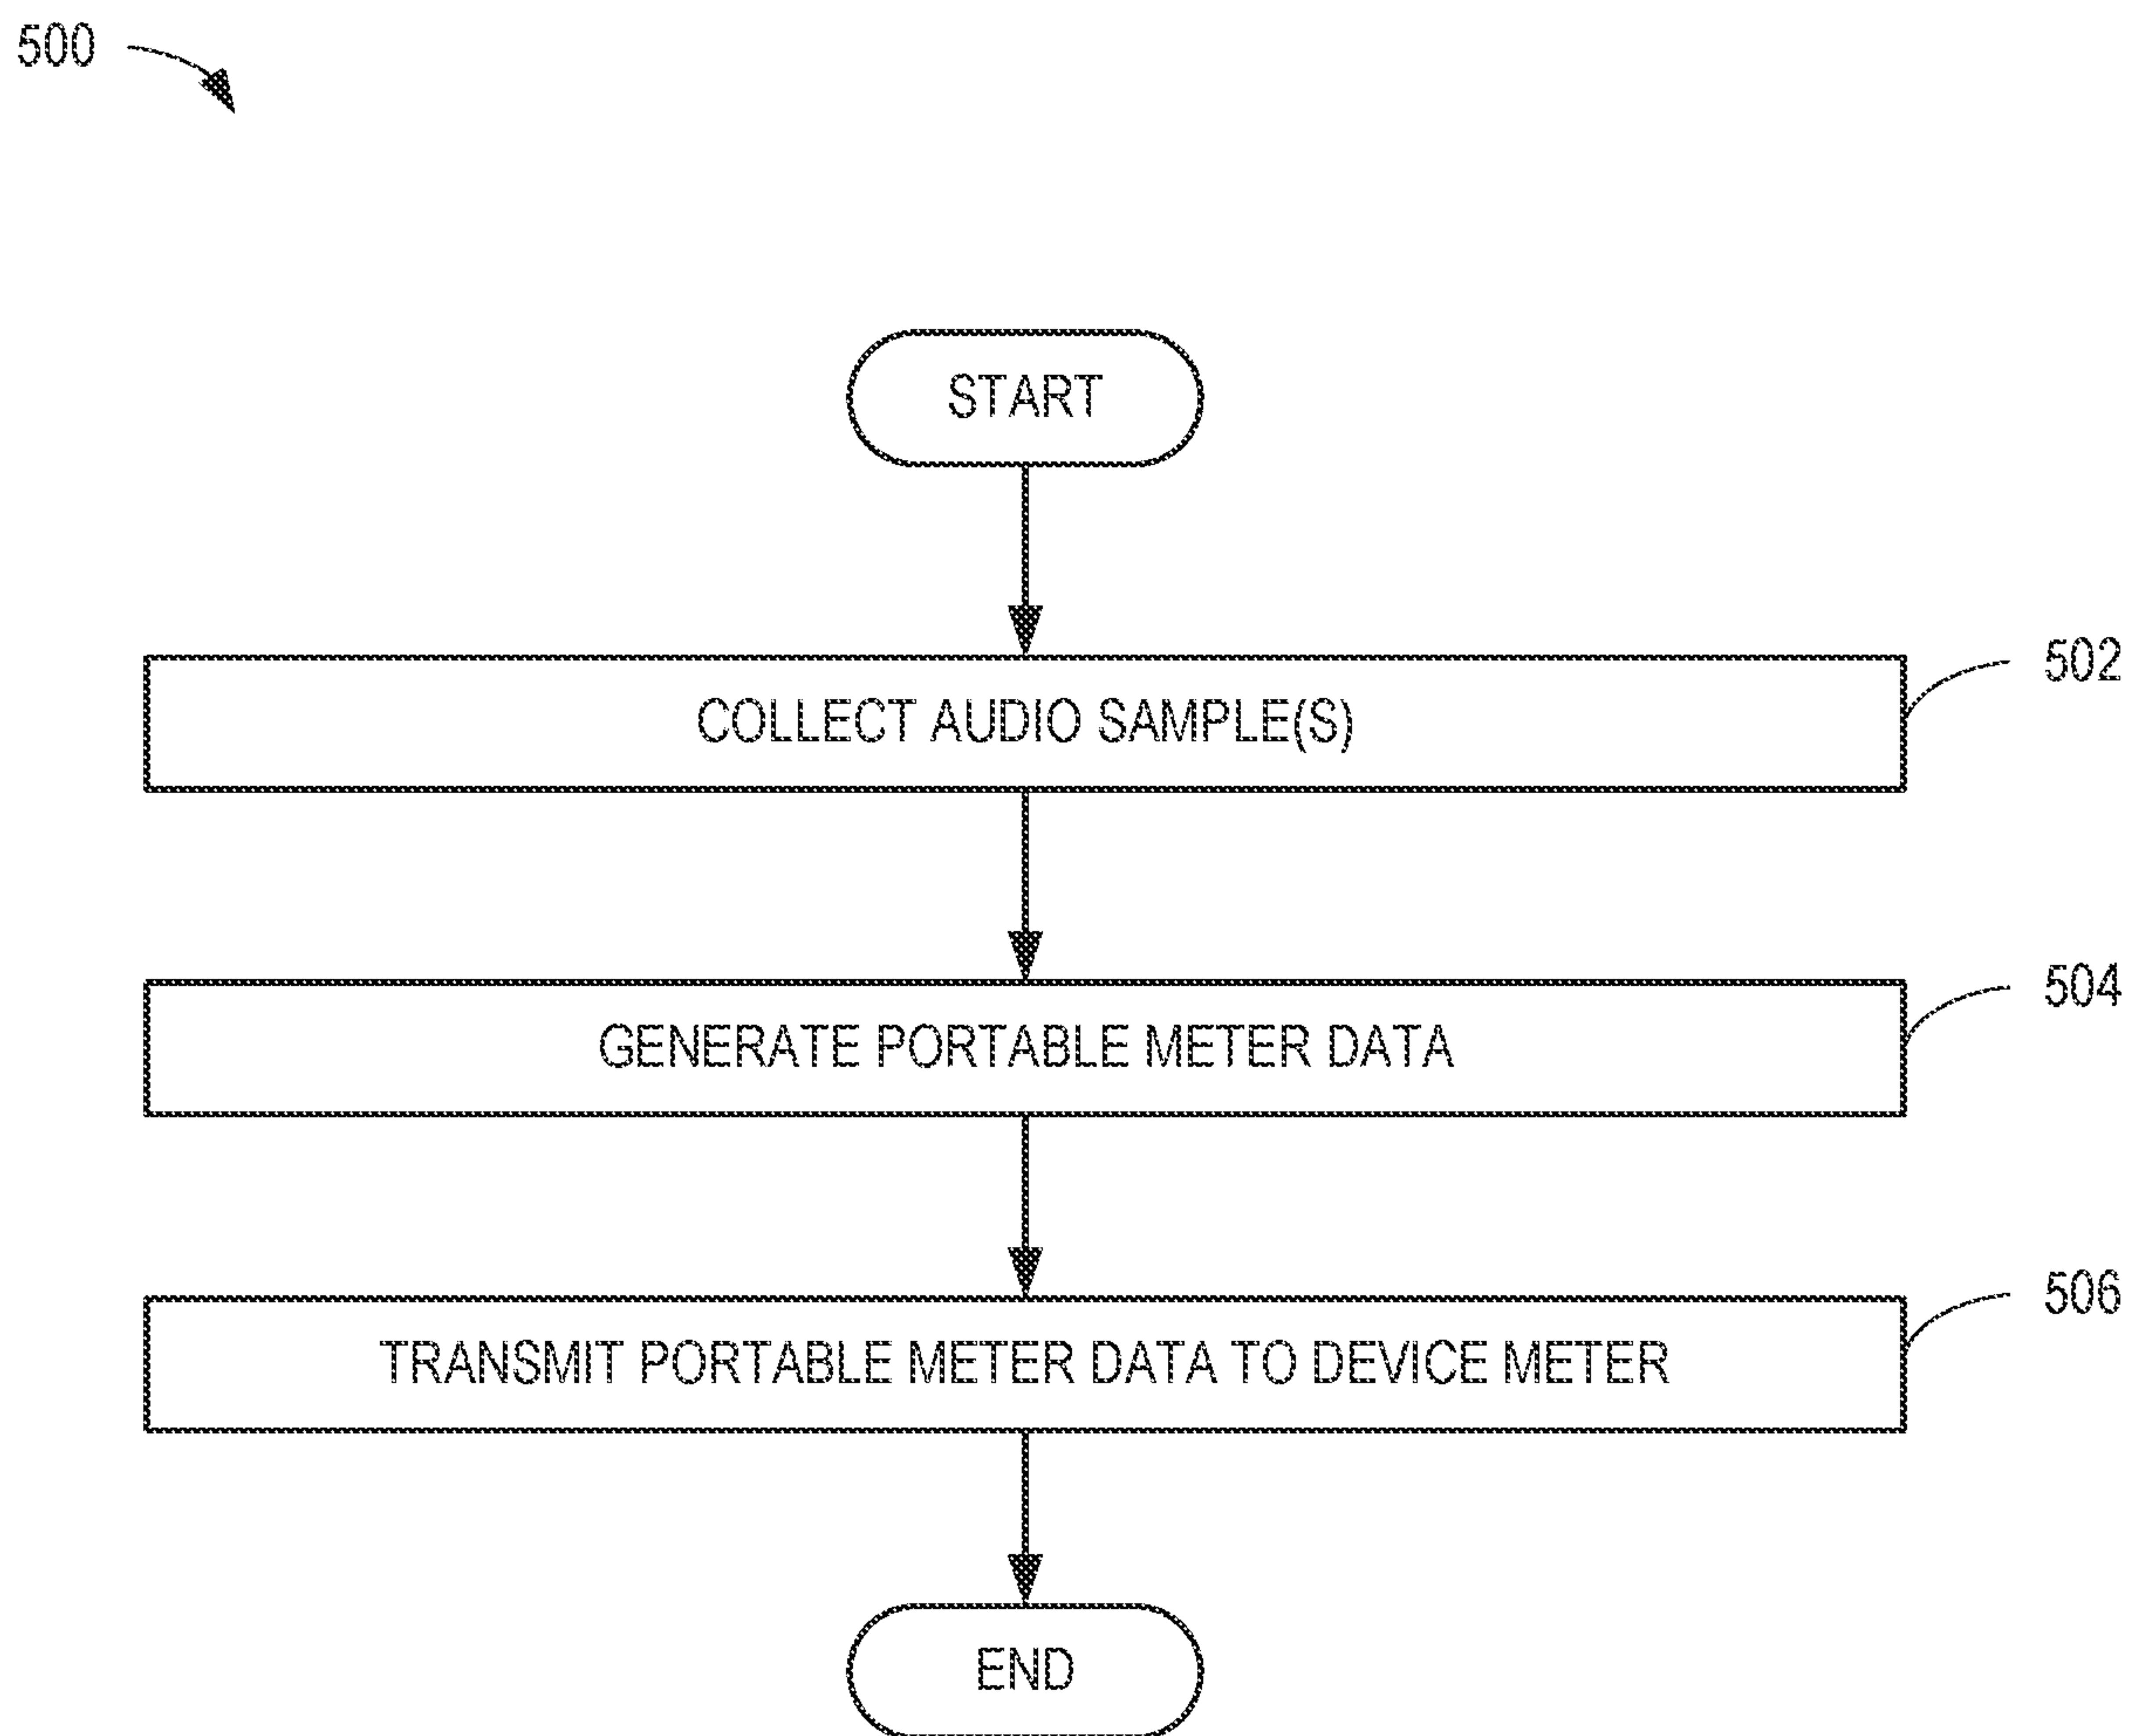 500
START
COLLECT AUDIO SAMPLE(S)
502
GENERATE PORTABLE METER DATA
504
TRANSMIT PORTABLE METER DATA TO DEVICE METER
506
END